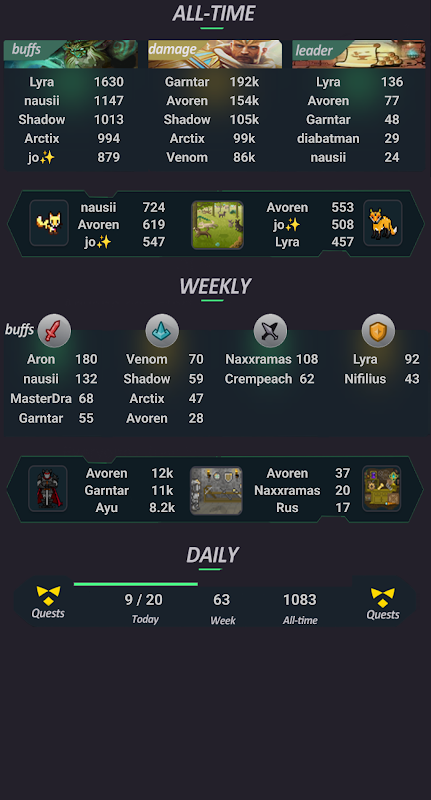 ALL-TIME
buffs damage leader
Lyra 1630 Garntar 192k Lyra 136
nausii 1147 Avoren 154k Avoren 77
Shadow 1013 Shadow 105k Garntar 48
Arctix 994 Arctix 99k diabatman 29
jo✨ 879 Venom 86k nausii 24
nausii 724 Avoren 553
Avoren 619 jo✨ 508
jo✨ 547 Lyra 457
WEEKLY
buffs
Aron 180 Venom 70 Naxxramas 108 Lyra 92
nausii 132 Shadow 59 Crempeach 62 Nifilius 43
MasterDra 68 Arctix 47
Garntar 55 Avoren 28
Avoren 12k Avoren 37
Garntar 11k Naxxramas 20
Ayu 8.2k Rus 17
DAILY
9 / 20 63 1083
Quests Today Week All-time Quests